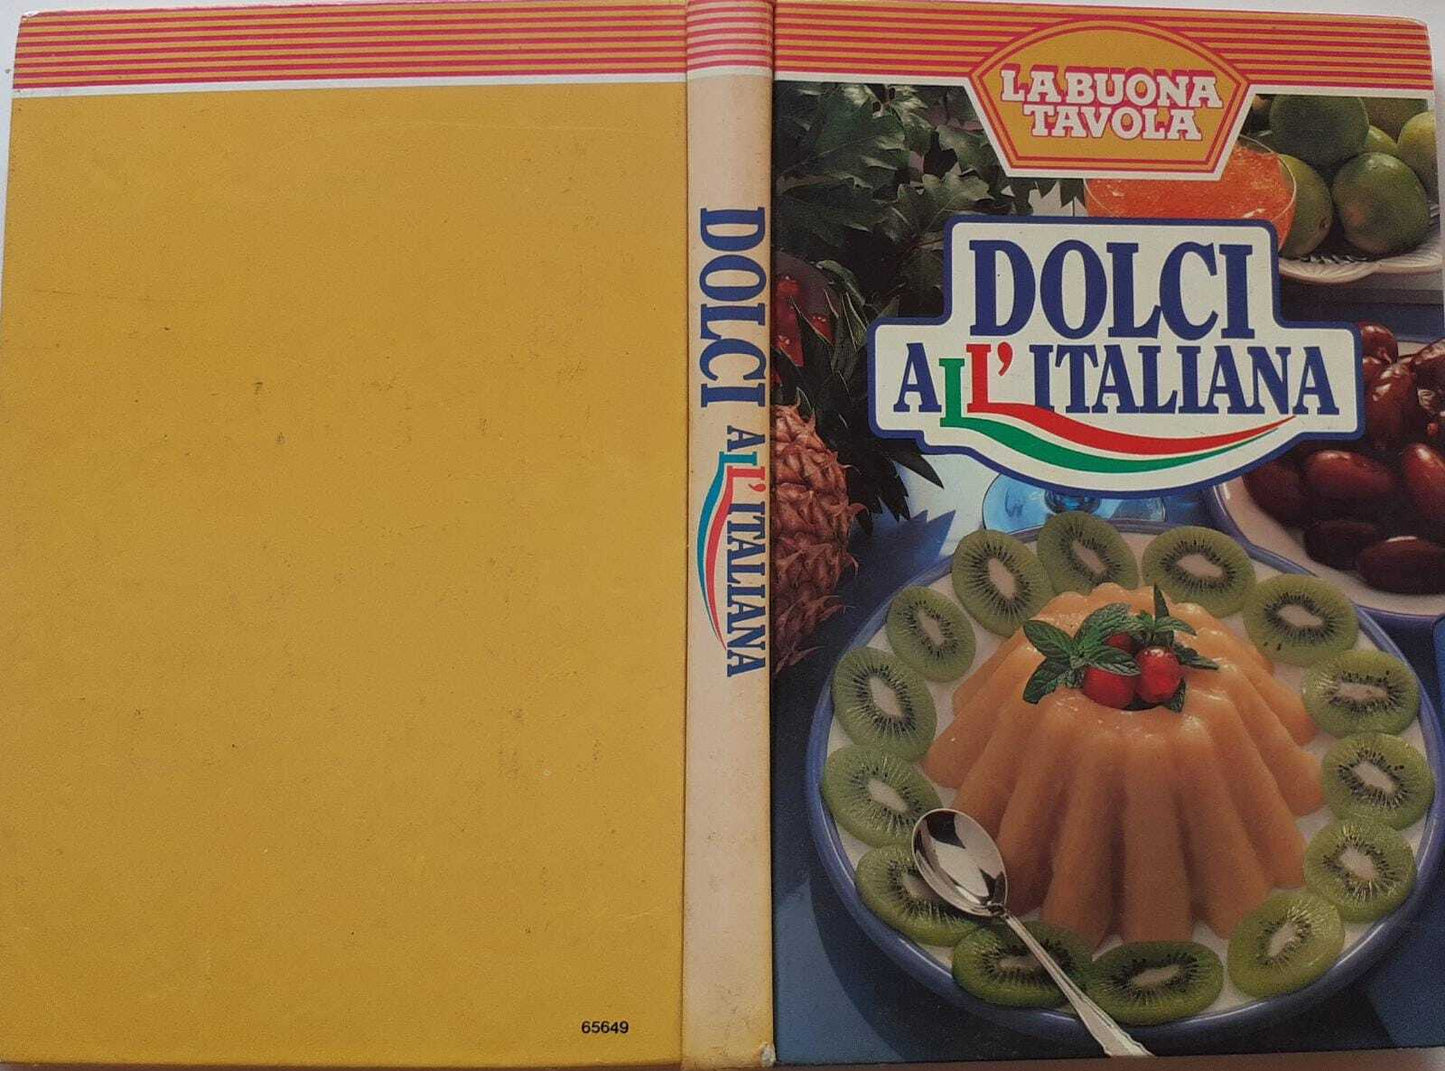 65649
DOLCI ALL'ITALIANA
LA BUONA
TAVOLA
DOLCI
ALL'ITALIANA